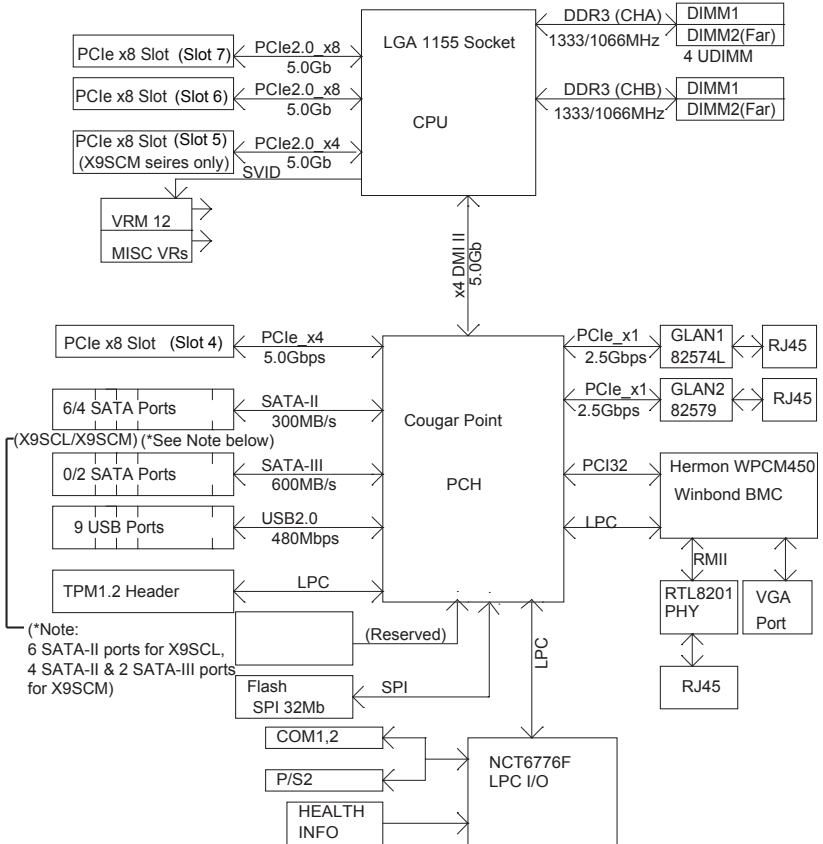 DDR3 (CHA)
1333/1066MHz
DIMM1
DIMM2(Far)
4 UDIMM
LGA 1155 Socket
CPU
PCIe x8 Slot (Slot 7)
PCIe2.0_x8
5.0Gb
PCIe x8 Slot (Slot 6)
PCIe2.0_x8
5.0Gb
DDR3 (CHB)
1333/1066MHz
DIMM1
DIMM2(Far)
PCIe x8 Slot (Slot 5)
(X9SCM seires only)
PCIe2.0_x4
5.0Gb
SVID
VRM 12
MISC VRs
x4 DMI II
5.0Gb
PCIe x8 Slot (Slot 4)
PCIe_x4
5.0Gbps
Cougar Point
PCH
PCIe_x1
2.5Gbps
GLAN1
82574L
RJ45
PCIe_x1
2.5Gbps
GLAN2
82579
RJ45
6/4 SATA Ports
SATA-II
300MB/s
(X9SCL/X9SCM) (*See Note below)
0/2 SATA Ports
SATA-III
600MB/s
PCI32
Hermon WPCM450
Winbond BMC
9 USB Ports
USB2.0
480Mbps
LPC
RMII
TPM1.2 Header
LPC
RTL8201
PHY
VGA
Port
RJ45
(*Note:
6 SATA-II ports for X9SCL,
4 SATA-II & 2 SATA-III ports
for X9SCM)
(Reserved)
LPC
Flash
SPI 32Mb
SPI
COM1,2
P/S2
NCT6776F
LPC I/O
HEALTH
INFO